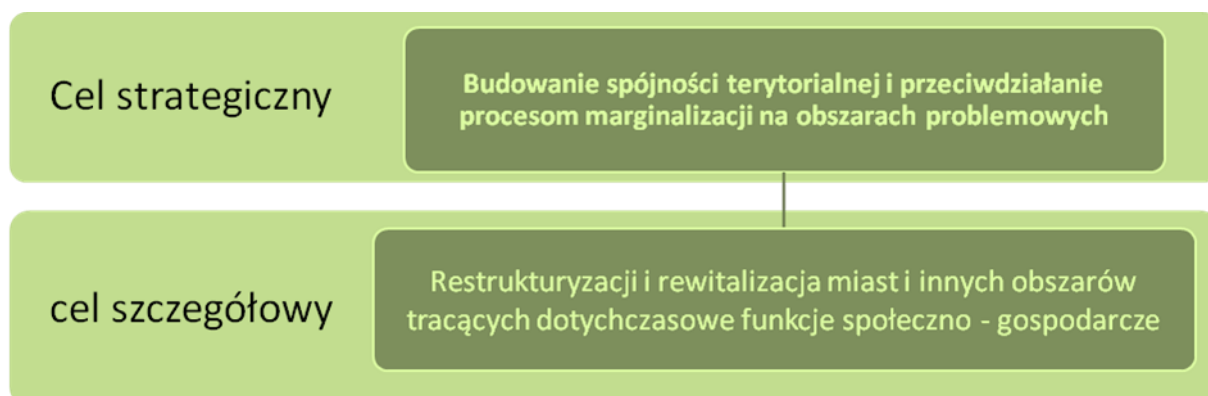 Cel strategiczny
Budowanie spójności terytorialnej i przeciwdziałanie
procesom marginalizacji na obszarach problemowych
cel szczegółowy
Restrukturyzacji i rewitalizacja miast i innych obszarów
tracących dotychczasowe funkcje społeczno - gospodarcze